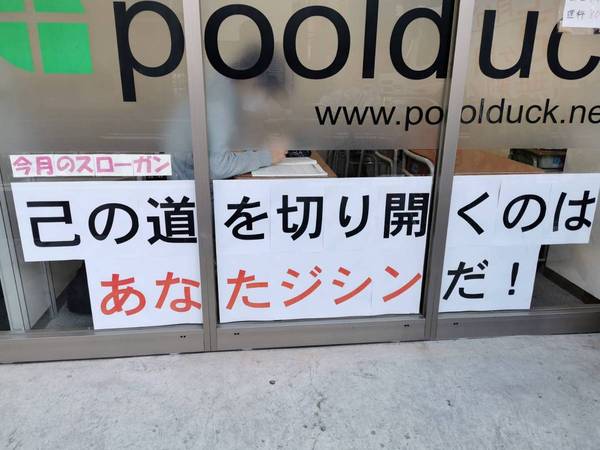 poolduc
www.poolduck.ne
今月のスローガン
己の道を切り開くのは
あなたジシンだ!